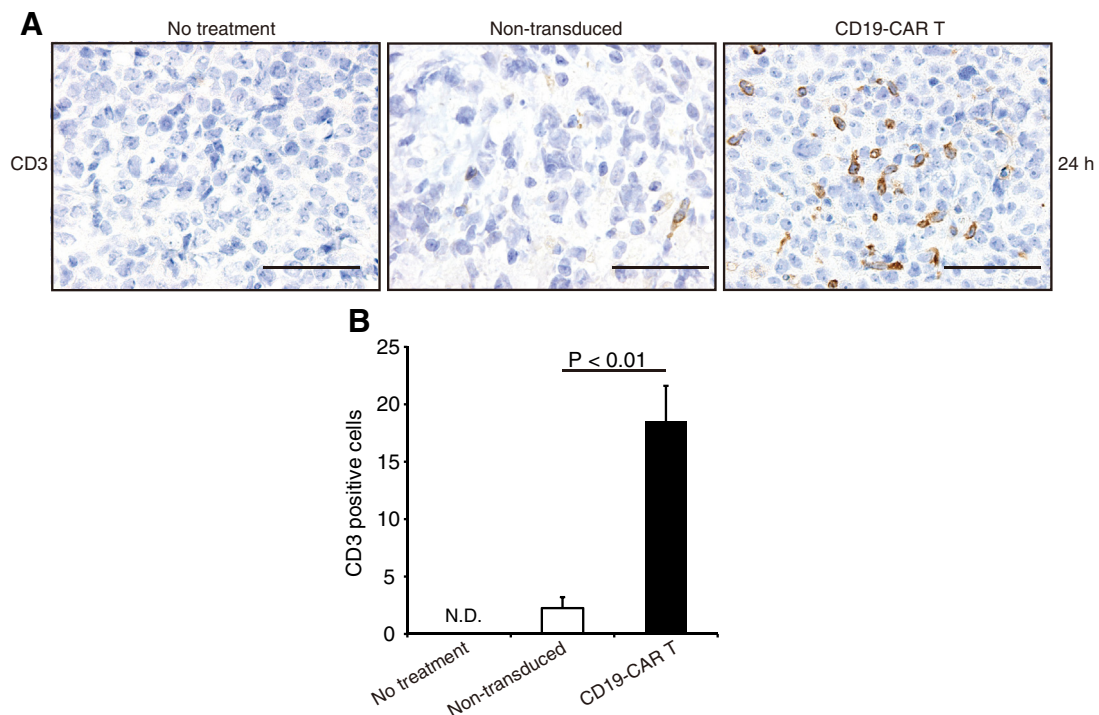 A
No treatment
Non-transduced
CD19-CAR T
CD3
24 h
B
25
20
15
10
5
0
CD3 positive cells
P < 0.01
N.D.
No treatment
Non-transduced
CD19-CAR T